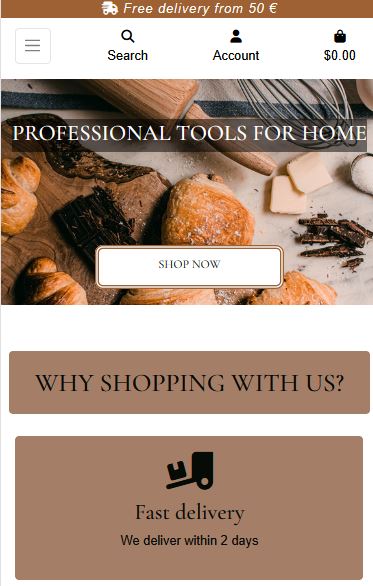 Free delivery from 50 €
Search Account $0.00
PROFESSIONAL TOOLS FOR HOME
SHOP NOW
WHY SHOPPING WITH US?
Fast delivery
We deliver within 2 days